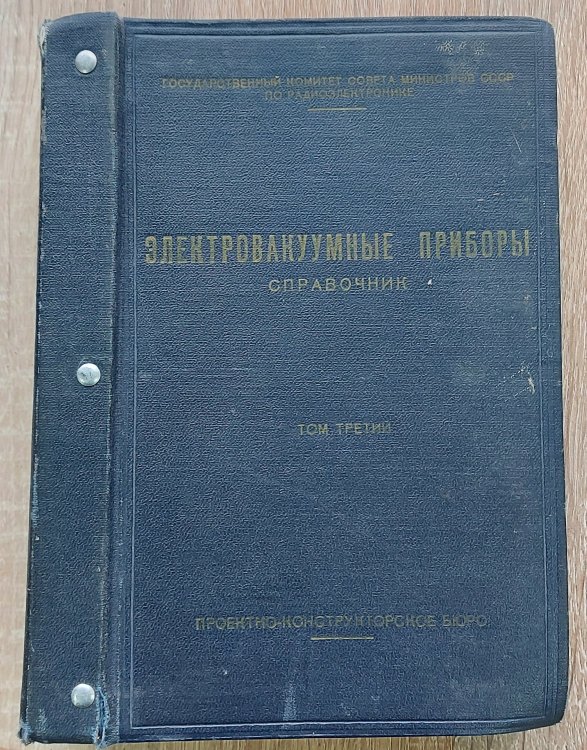 ГОСУДАРСТВЕННЫЙ КОМИТЕТ СОВЕТА МИНИСТРОВ СССР
ПО РАДИОЭЛЕКТРОНИКЕ
ЭЛЕКТРОВАКУУМНЫЕ ПРИБОРЫ
СПРАВОЧНИК
ТОМ ТРЕТИЙ
ПРОЕКТНО-КОНСТРУКТОРСКОЕ БЮРО